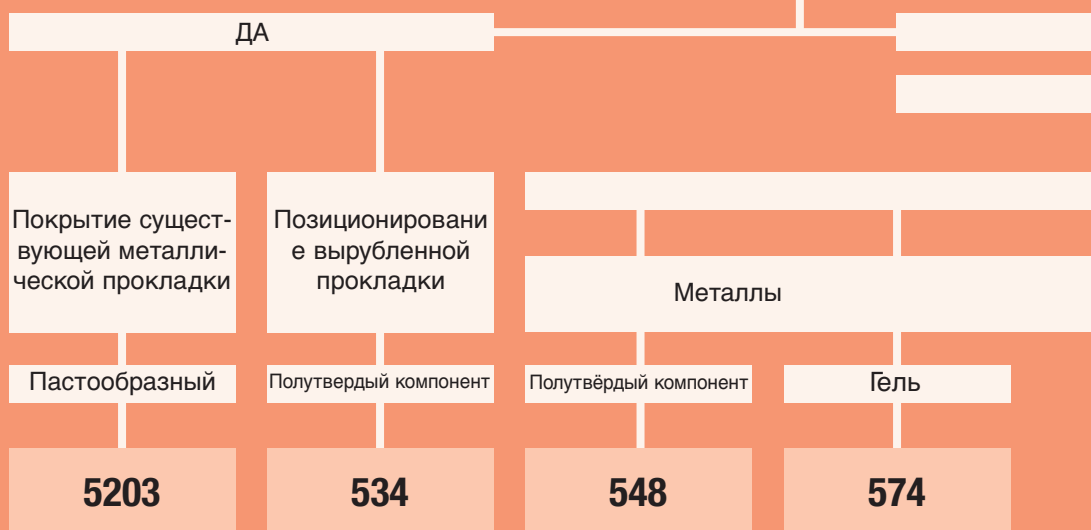 ДА
Покрытие сущест-
вующей металли-
ческой прокладки
Позиционировани
е вырубленной
прокладки
Металлы
Пастообразный
Полутвердый компонент
Полутвёрдый компонент
Гель
5203
534
548
574